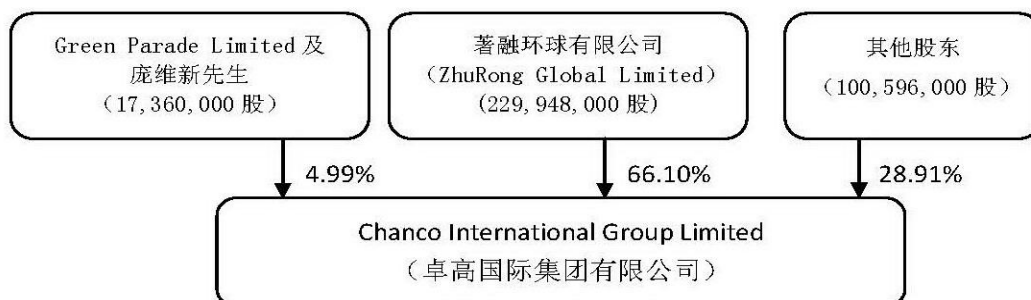 Green Parade Limited 及
庞维新先生
（17,360,000 股）
著融环球有限公司
（ZhuRong Global Limited）
(229,948,000 股)
其他股东
（100,596,000 股）
4.99%
66.10%
28.91%
Chanco International Group Limited
（卓高国际集团有限公司）